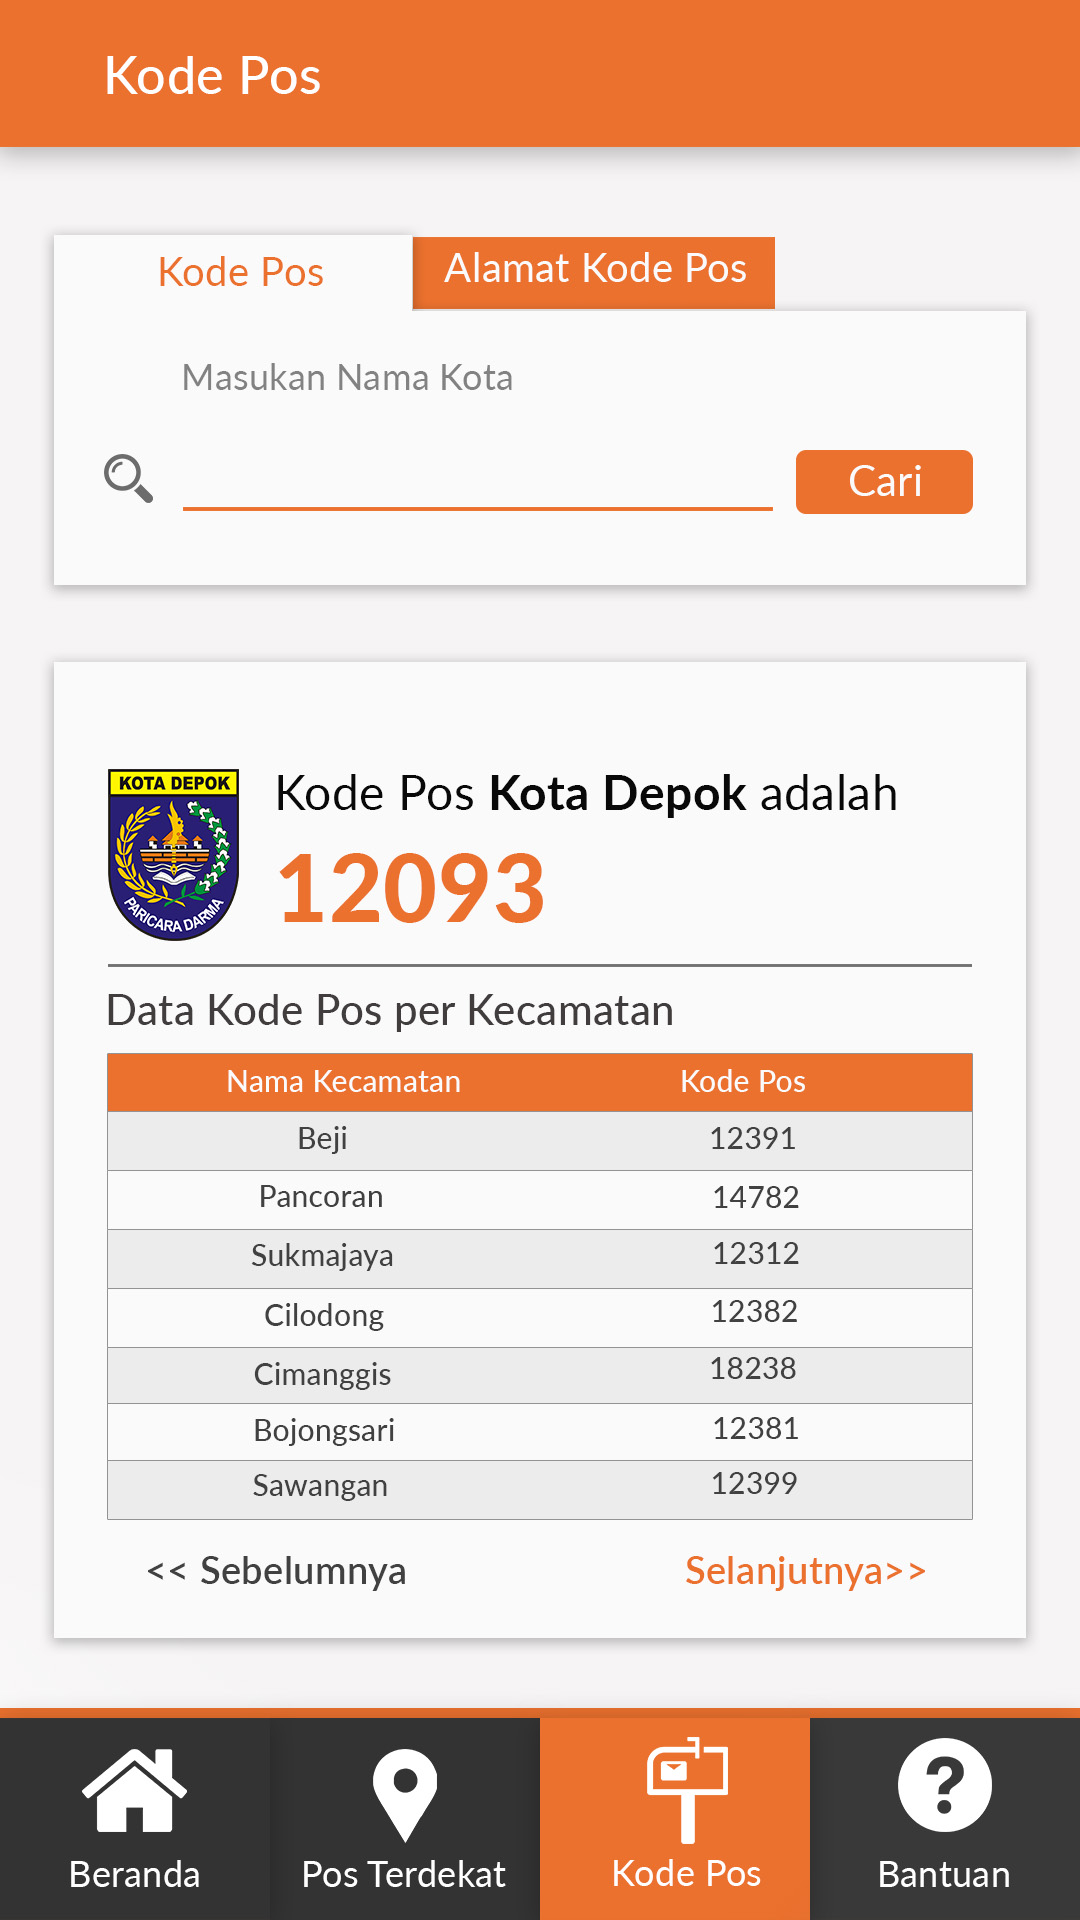 Kode Pos
Kode Pos
Alamat Kode Pos
Masukan Nama Kota
Cari
KOTA DEPOK
PARICARA DARMA
Kode Pos Kota Depok adalah
12093
Data Kode Pos per Kecamatan
Nama Kecamatan Kode Pos
Beji 12391
Pancoran 14782
Sukmajaya 12312
Cilodong 12382
Cimanggis 18238
Bojongsari 12381
Sawangan 12399
<< Sebelumnya Selanjutnya>>
Beranda Pos Terdekat Kode Pos Bantuan